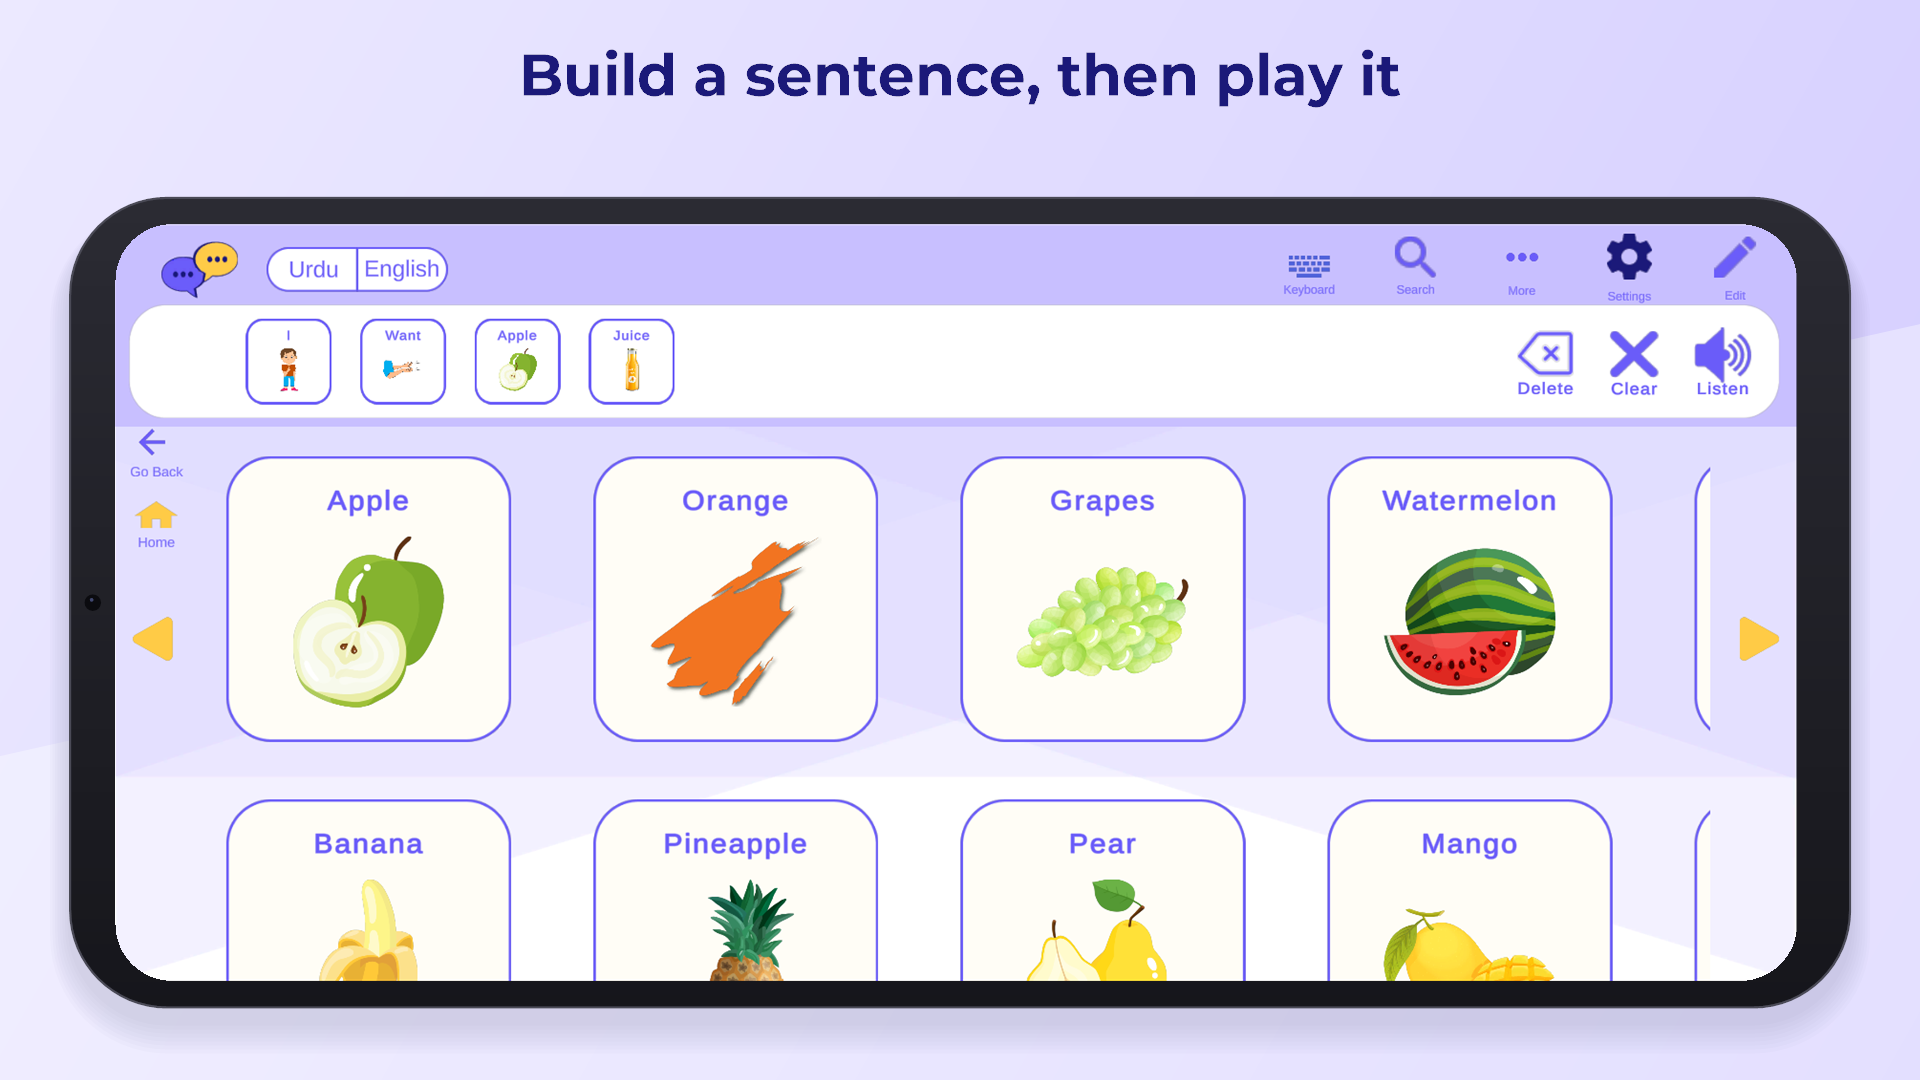 Build a sentence, then play it
Urdu English
Keyboard Search More Settings Edit
I Want Apple Juice
Delete Clear Listen
Go Back
Home
Apple Orange Grapes Watermelon
Banana Pineapple Pear Mango